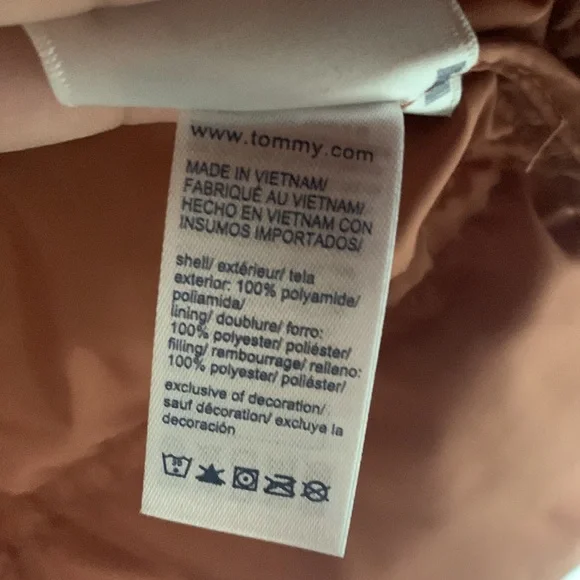 www.tommy.com
MADE IN VIETNAM/
FABRIQUÉ AU VIETNAM/
HECHO EN VIETNAM CON
INSUMOS IMPORTADOS/
shell/ extérieur/ tela
exterior: 100% polyamide/
poliamida/
lining/ doublure/ forro:
100% polyester/ poliéster/
filling/ rembourrage/ relleno:
100% polyester/ poliéster/
exclusive of decoration/
sauf décoration/ excluye la
decoración
30